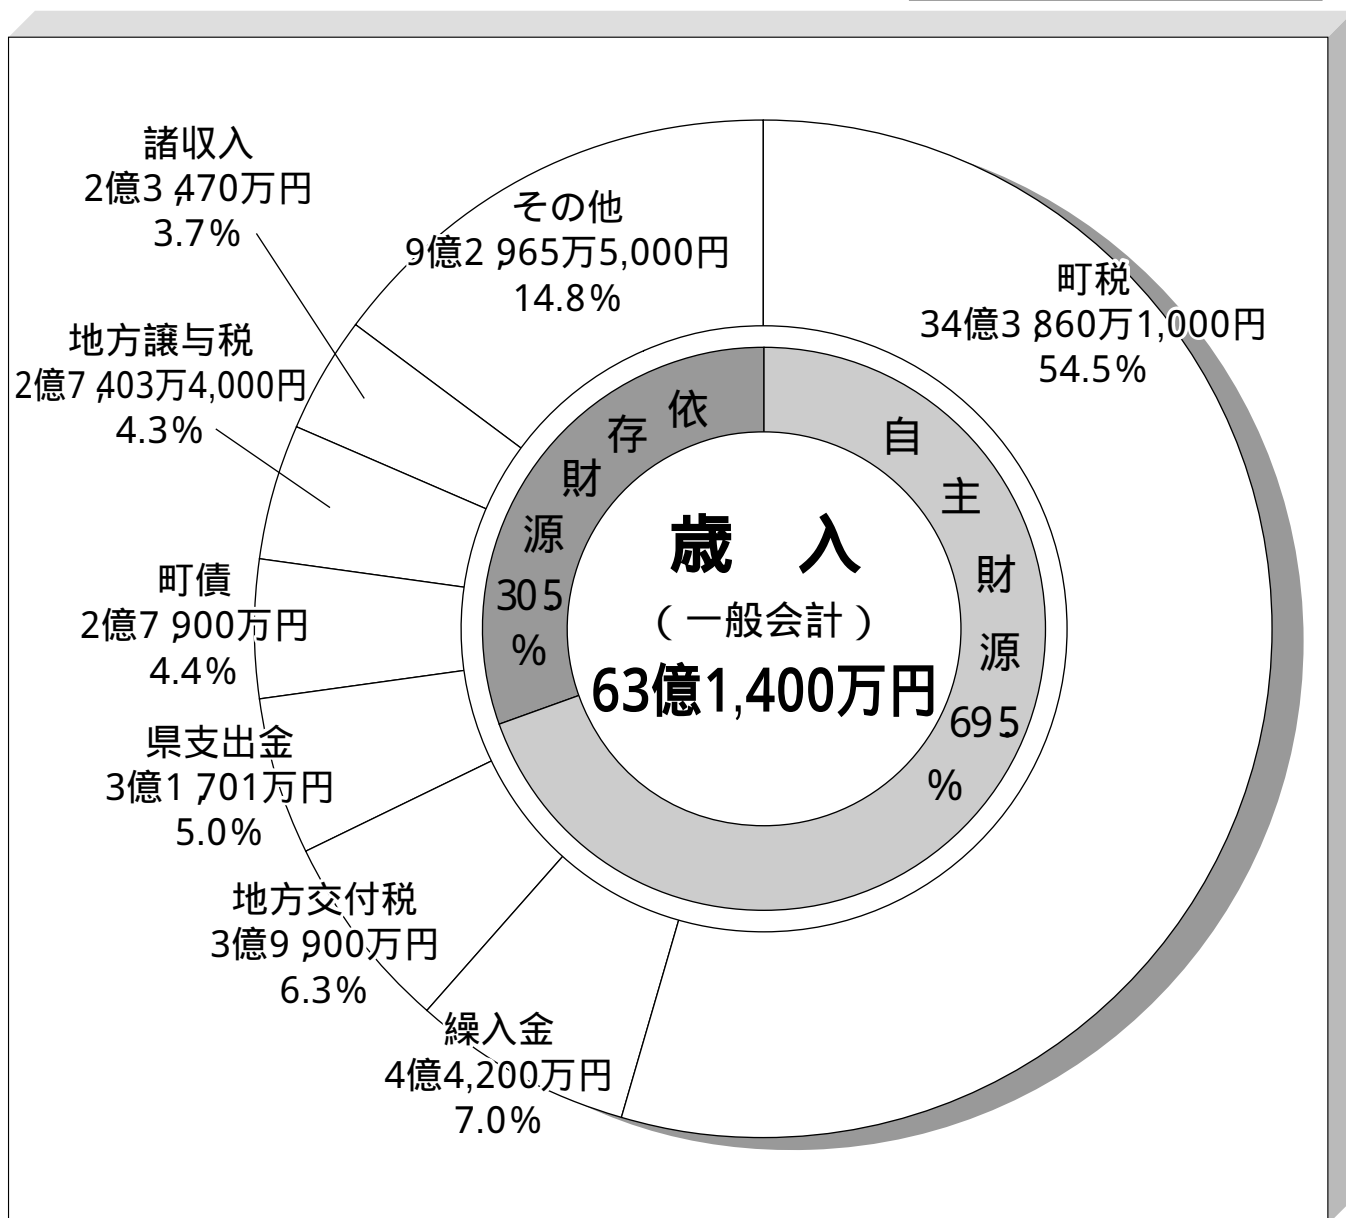 諸収入
2億3,470万円
3.7%
その他
9億2,965万5,000円
14.8%
町税
34億3,860万1,000円
54.5%
地方譲与税
2億7,403万4,000円
4.3%
町債
2億7,900万円
4.4%
県支出金
3億1,701万円
5.0%
地方交付税
3億9,900万円
6.3%
繰入金
4億4,200万円
7.0%
依存財源30.5%
自主財源69.5%
歳 入
(一般会計)
63億1,400万円